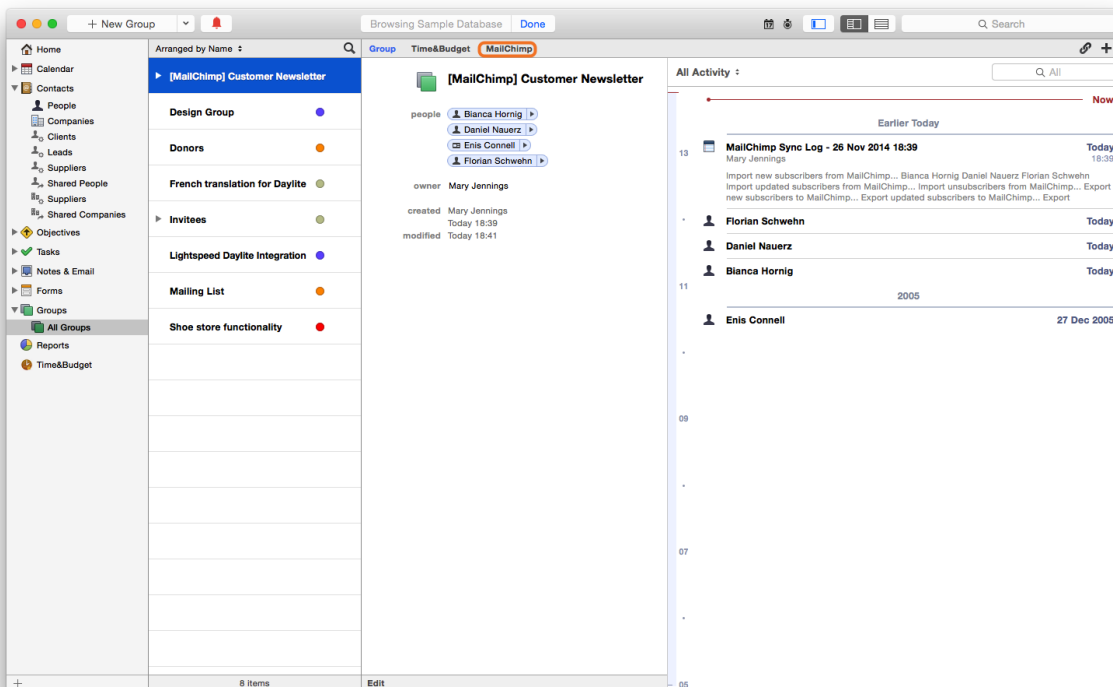 + New Group
Browsing Sample Database
Done
17
Search
Home
Calendar
Contacts
People
Companies
Clients
Leads
Suppliers
Shared People
Suppliers
Shared Companies
Objectives
Tasks
Notes & Email
Forms
Groups
All Groups
Reports
Time&Budget
+
Arranged by Name
[MailChimp] Customer Newsletter
Design Group
Donors
French translation for Daylite
Invitees
Lightspeed Daylite Integration
Mailing List
Shoe store functionality
8 items
Group Time&Budget MailChimp
[MailChimp] Customer Newsletter
people Bianca Hornig
Daniel Nauerz
Enis Connell
Florian Schwehn
owner Mary Jennings
created Mary Jennings
Today 18:39
modified Today 18:41
Edit
All Activity
All
Now
Earlier Today
13
MailChimp Sync Log - 26 Nov 2014 18:39 Today
Mary Jennings 18:39
Import new subscribers from MailChimp... Bianca Hornig Daniel Nauerz Florian Schwehn
Import updated subscribers from MailChimp... Import unsubscribers from MailChimp... Export
new subscribers to MailChimp... Export updated subscribers to MailChimp... Export
Florian Schwehn Today
Daniel Nauerz Today
Bianca Hornig Today
11
2005
Enis Connell 27 Dec 2005
09
07
05